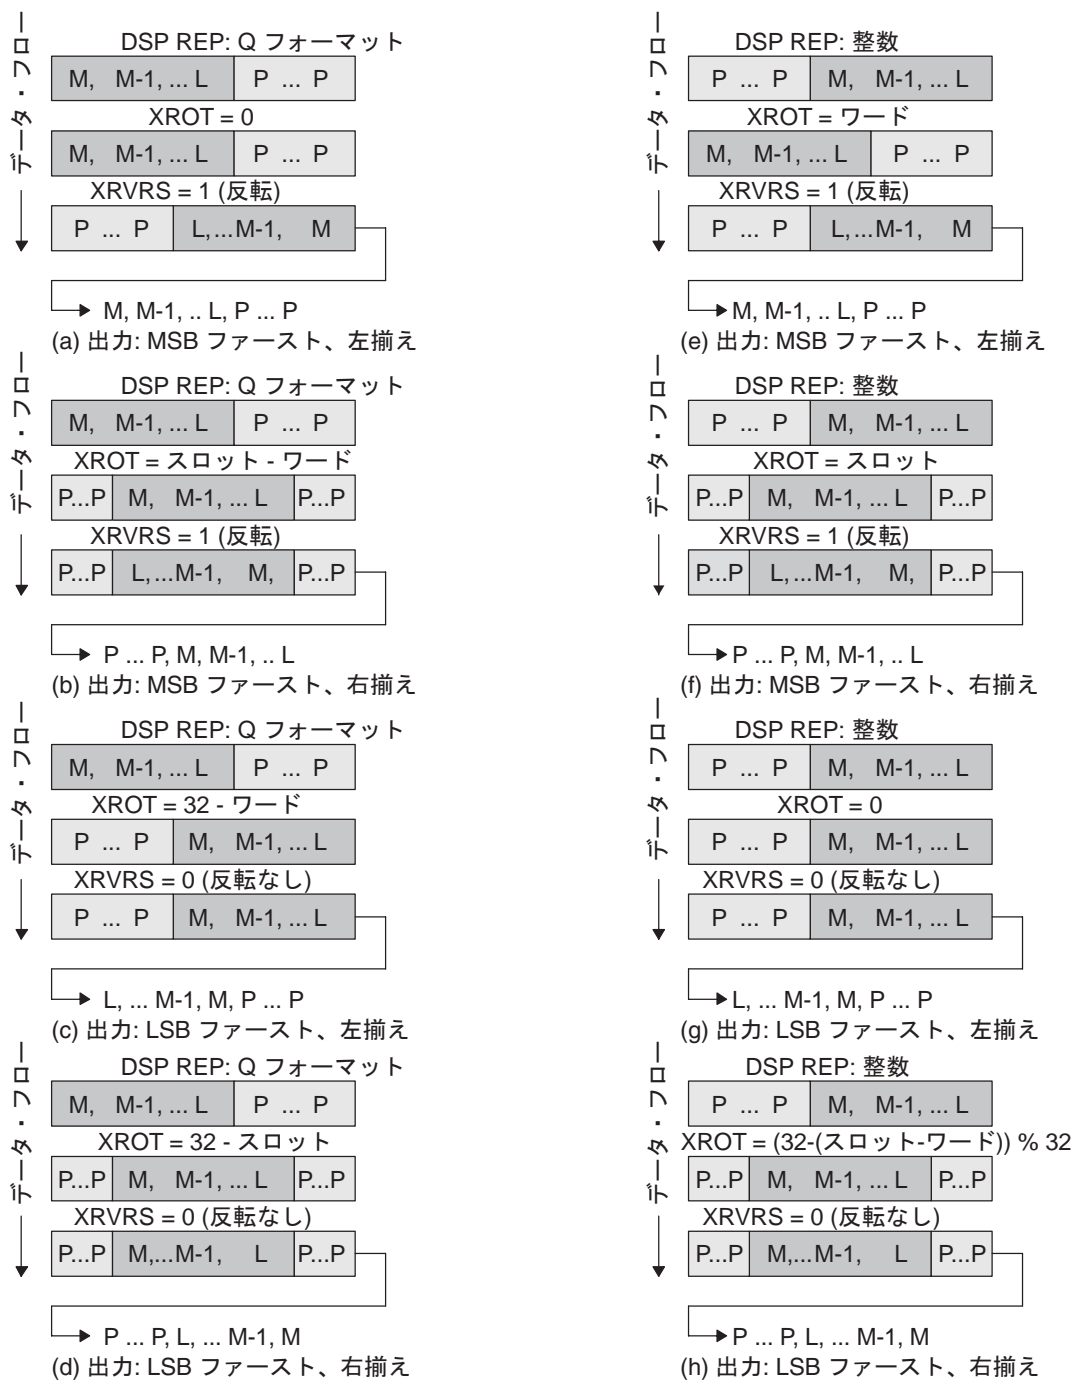 データ・フロー
DSP REP: Q フォーマット
M, M-1, ... L P ... P
XROT = 0
M, M-1, ... L P ... P
XRVRS = 1 (反転)
P ... P L,...M-1, M
M, M-1, .. L, P ... P
(a) 出力: MSB ファースト、左揃え
データ・フロー
DSP REP: Q フォーマット
M, M-1, ... L P ... P
XROT = スロット - ワード
P...P M, M-1, ... L P...P
XRVRS = 1 (反転)
P...P L,...M-1, M, P...P
P ... P, M, M-1, .. L
(b) 出力: MSB ファースト、右揃え
データ・フロー
DSP REP: Q フォーマット
M, M-1, ... L P ... P
XROT = 32 - ワード
P ... P M, M-1, ... L
XRVRS = 0 (反転なし)
P ... P M, M-1, ... L
L, ... M-1, M, P ... P
(c) 出力: LSB ファースト、左揃え
データ・フロー
DSP REP: Q フォーマット
M, M-1, ... L P ... P
XROT = 32 - スロット
P...P M, M-1, ... L P...P
XRVRS = 0 (反転なし)
P...P M,...M-1, L P...P
P ... P, L, ... M-1, M
(d) 出力: LSB ファースト、右揃え
データ・フロー
DSP REP: 整数
P ... P M, M-1, ... L
XROT = ワード
M, M-1, ... L P ... P
XRVRS = 1 (反転)
P ... P L,...M-1, M
M, M-1, .. L, P ... P
(e) 出力: MSB ファースト、左揃え
データ・フロー
DSP REP: 整数
P ... P M, M-1, ... L
XROT = スロット
P...P M, M-1, ... L P...P
XRVRS = 1 (反転)
P...P L,...M-1, M, P...P
P ... P, M, M-1, .. L
(f) 出力: MSB ファースト、右揃え
データ・フロー
DSP REP: 整数
P ... P M, M-1, ... L
XROT = 0
P ... P M, M-1, ... L
XRVRS = 0 (反転なし)
P ... P M, M-1, ... L
L, ... M-1, M, P ... P
(g) 出力: LSB ファースト、左揃え
データ・フロー
DSP REP: 整数
P ... P M, M-1, ... L
XROT = (32-(スロット-ワード)) % 32
P...P M, M-1, ... L P...P
XRVRS = 0 (反転なし)
P...P M,...M-1, L P...P
P ... P, L, ... M-1, M
(h) 出力: LSB ファースト、右揃え